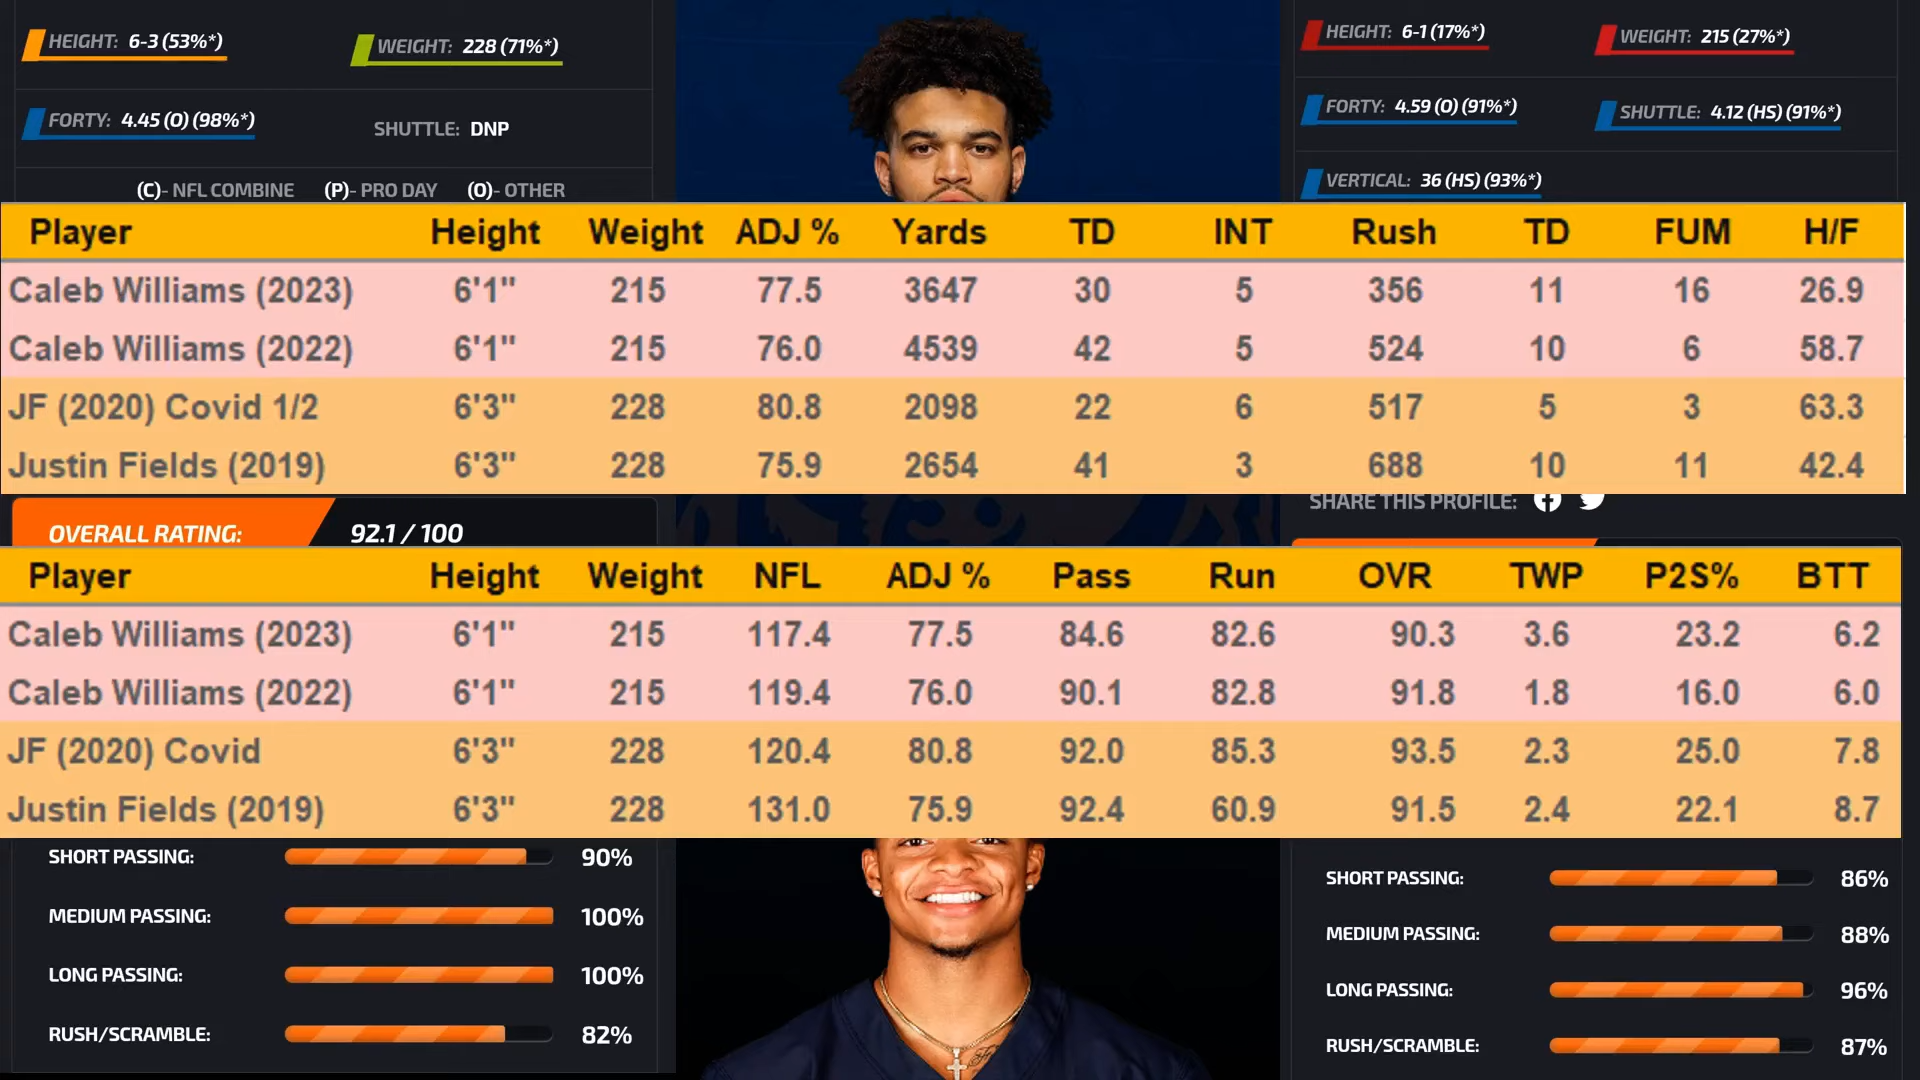 HEIGHT: 6-3 (53%*)
WEIGHT: 228 (71%*)
FORTY: 4.45 (O) (98%*)
SHUTTLE: DNP
(C)- NFL COMBINE (P)- PRO DAY (O)- OTHER
HEIGHT: 6-1 (17%*)
WEIGHT: 215 (27%*)
FORTY: 4.59 (O) (91%*)
SHUTTLE: 4.12 (HS) (91%*)
VERTICAL: 36 (HS) (93%*)
Player Height Weight ADJ % Yards TD INT Rush TD FUM H/F
Caleb Williams (2023) 6'1" 215 77.5 3647 30 5 356 11 16 26.9
Caleb Williams (2022) 6'1" 215 76.0 4539 42 5 524 10 6 58.7
JF (2020) Covid 1/2 6'3" 228 80.8 2098 22 6 517 5 3 63.3
Justin Fields (2019) 6'3" 228 75.9 2654 41 3 688 10 11 42.4
SHARE THIS PROFILE:
OVERALL RATING: 92.1 / 100
Player Height Weight NFL ADJ % Pass Run OVR TWP P2S% BTT
Caleb Williams (2023) 6'1" 215 117.4 77.5 84.6 82.6 90.3 3.6 23.2 6.2
Caleb Williams (2022) 6'1" 215 119.4 76.0 90.1 82.8 91.8 1.8 16.0 6.0
JF (2020) Covid 6'3" 228 120.4 80.8 92.0 85.3 93.5 2.3 25.0 7.8
Justin Fields (2019) 6'3" 228 131.0 75.9 92.4 60.9 91.5 2.4 22.1 8.7
SHORT PASSING: 90%
MEDIUM PASSING: 100%
LONG PASSING: 100%
RUSH/SCRAMBLE: 82%
SHORT PASSING: 86%
MEDIUM PASSING: 88%
LONG PASSING: 96%
RUSH/SCRAMBLE: 87%